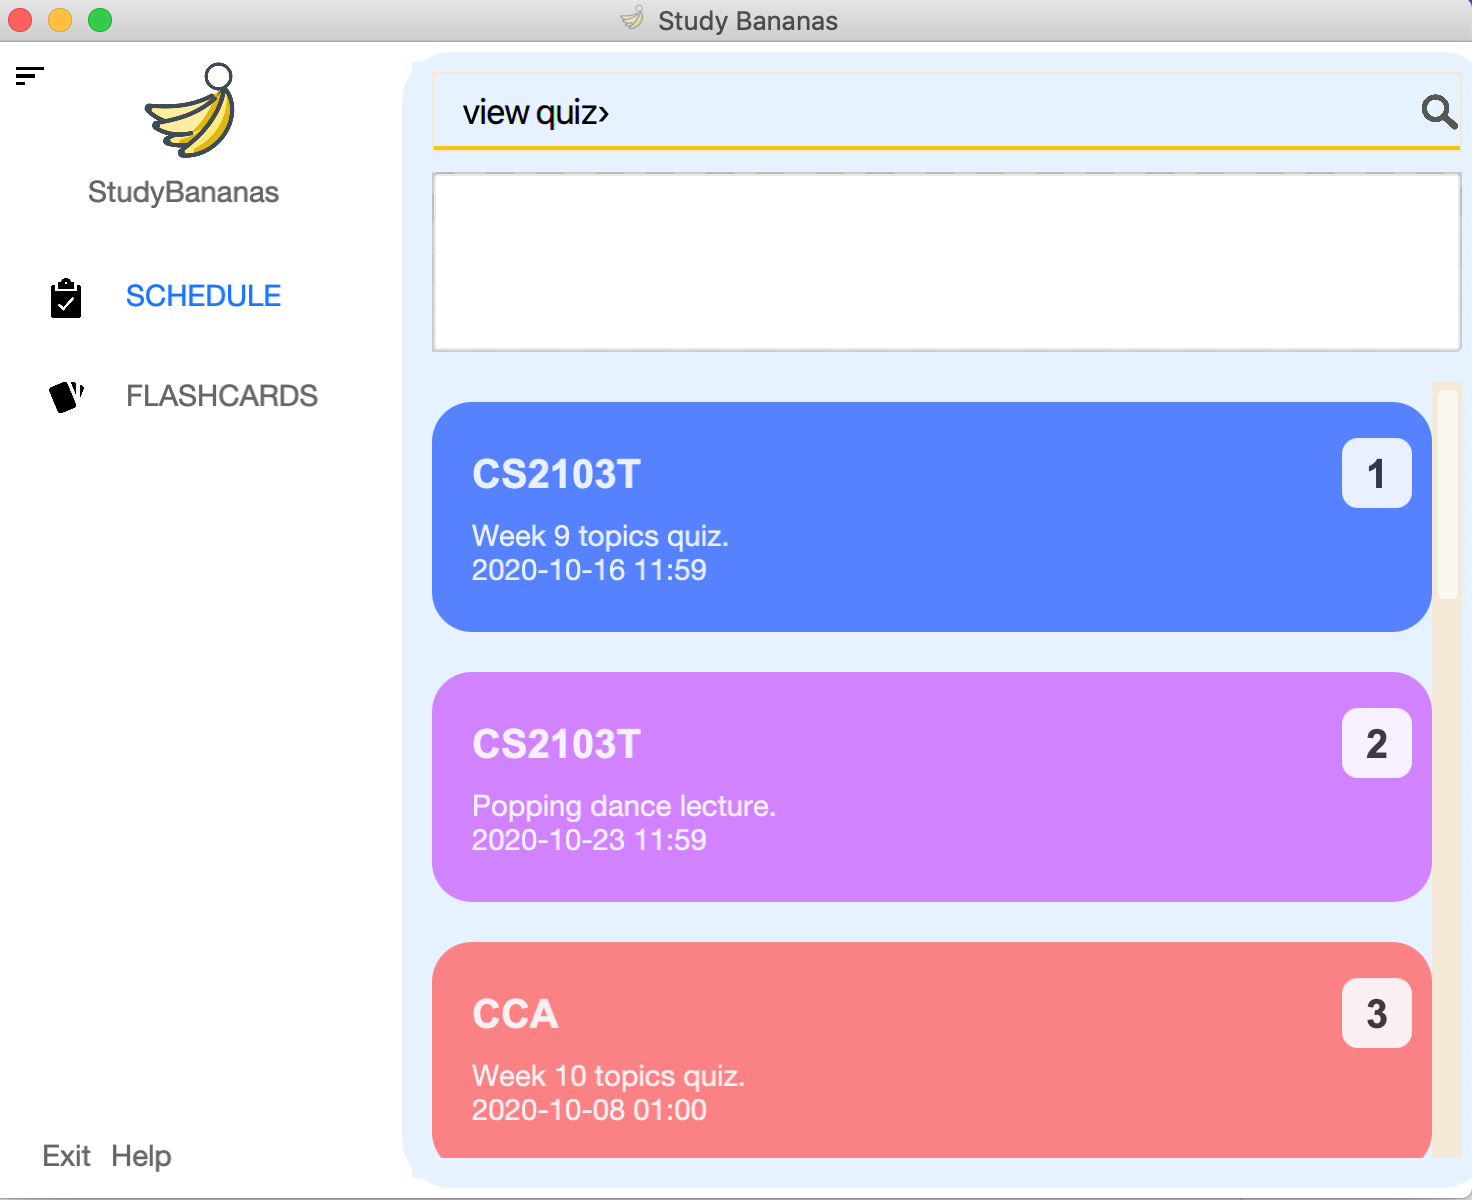 Study Bananas
StudyBananas
SCHEDULE
FLASHCARDS
Exit Help
view quiz›
CS2103T
1
Week 9 topics quiz.
2020-10-16 11:59
CS2103T
2
Popping dance lecture.
2020-10-23 11:59
CCA
3
Week 10 topics quiz.
2020-10-08 01:00